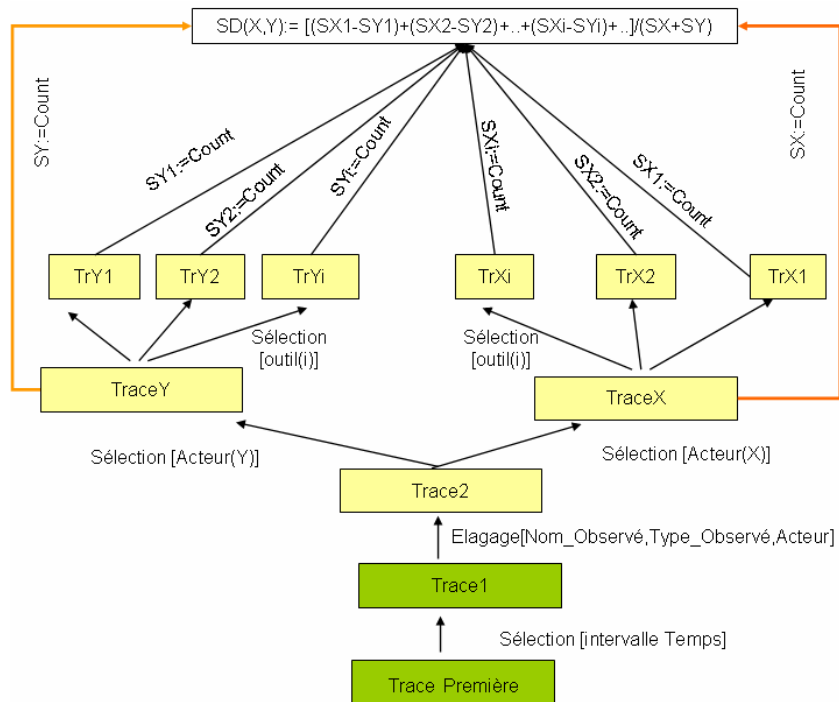 SD(X,Y):= [(SX1-SY1)+(SX2-SY2)+..+(SXi-SYi)+..]/(SX+SY)
SY:=Count
SX:=Count
SY1:=Count
SY2:=Count
SYi:=Count
SXi:=Count
SX2:=Count
SX1:=Count
TrY1
TrY2
TrYi
TrXi
TrX2
TrX1
Sélection
[outil(i)]
Sélection
[outil(i)]
TraceY
TraceX
Sélection [Acteur(Y)]
Sélection [Acteur(X)]
Trace2
Elagage[Nom_Observé,Type_Observé,Acteur]
Trace1
Sélection [intervalle Temps]
Trace Première